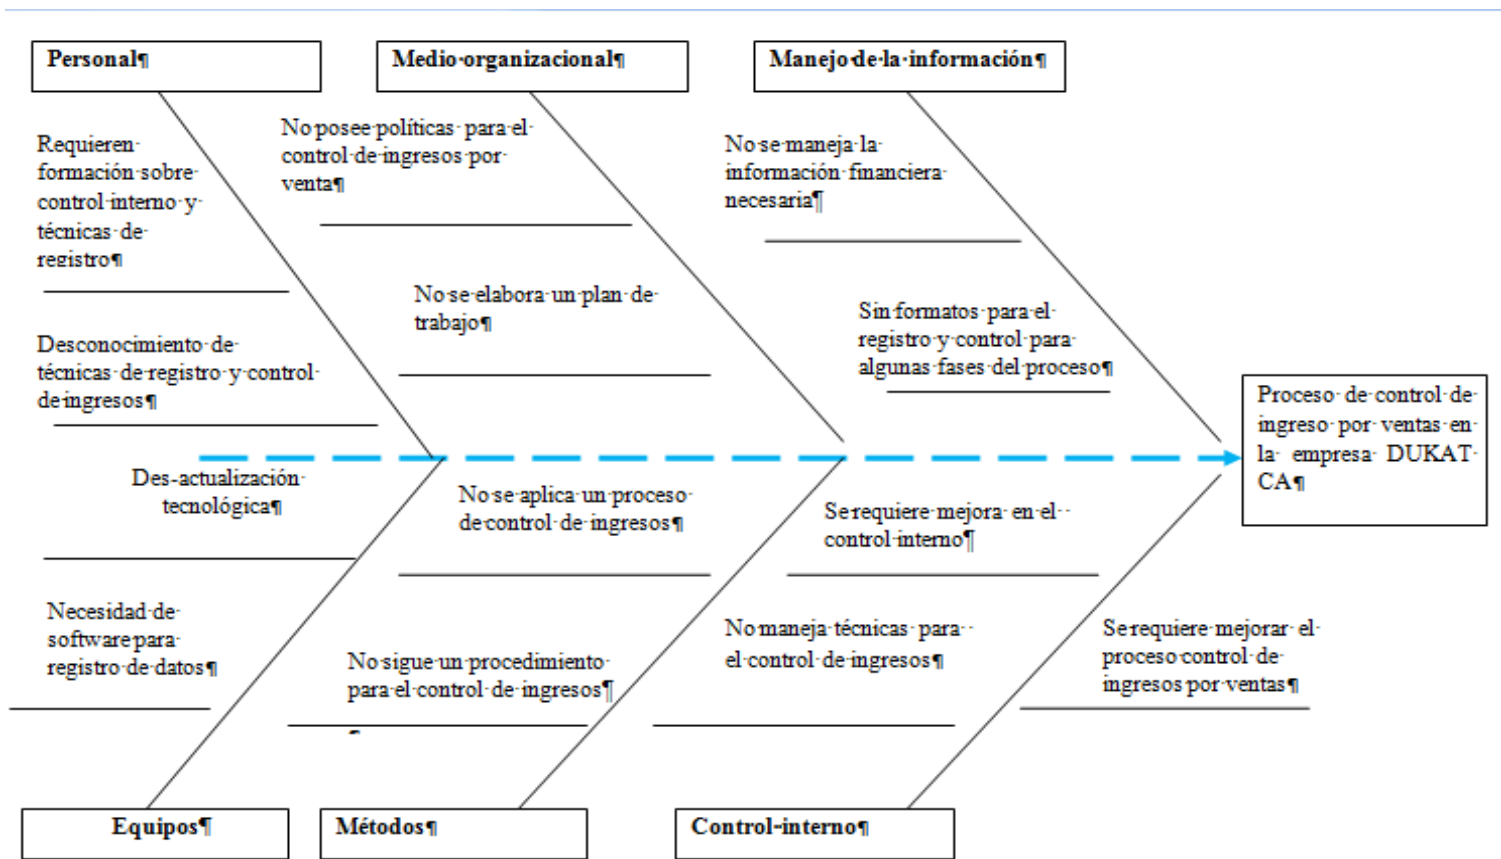 Personal¶
Medio·organizacional¶
Manejo·de·la·información¶
Requieren·
formación·sobre·
control·interno·y·
técnicas·de·
registro¶
No·posee·políticas·para·el·
control·de·ingresos·por·
venta¶
No·se·maneja·la·
información·financiera·
necesaria¶
Desconocimiento·de·
técnicas·de·registro·y·control·
de·ingresos¶
No·se·elabora·un·plan·de·
trabajo¶
Sin·formatos·para·el·
registro·y·control·para·
algunas·fases·del·proceso¶
Proceso·de·control·de·
ingreso·por·ventas·en·
la·empresa·DUKAT·
CA¶
Des-actualización·
tecnológica¶
No·se·aplica·un·proceso·
de·control·de·ingresos¶
Se·requiere·mejora·en·el··
control·interno¶
Necesidad·de·
software·para·
registro·de·datos¶
No·sigue·un·procedimiento·
para·el·control·de·ingresos¶
¶
No·maneja·técnicas·para··
el·control·de·ingresos¶
Se·requiere·mejorar·el·
proceso·control·de·
ingresos·por·ventas¶
Equipos¶
Métodos¶
Control-interno¶